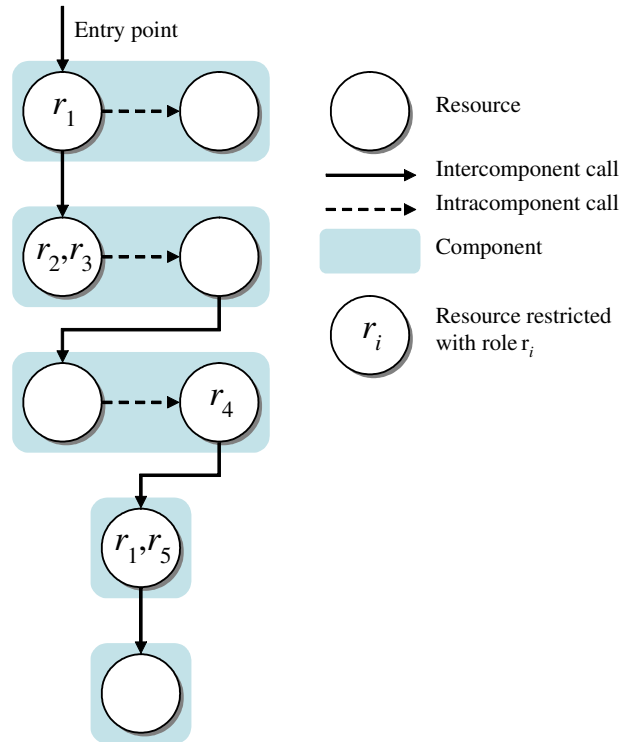 Entry point
r1
r2,r3
r4
r1,r5
Resource
Intercomponent call
Intracomponent call
Component
ri
Resource restricted
with role ri